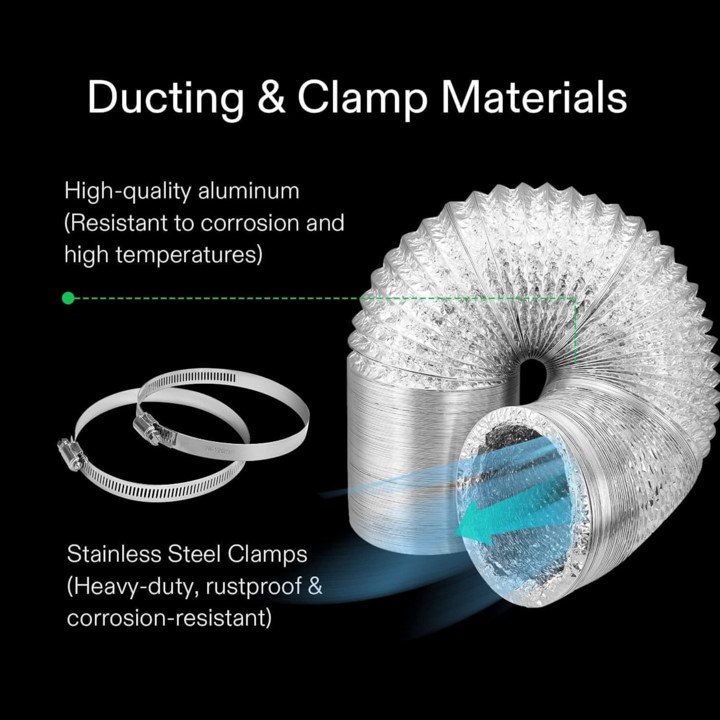 Ducting & Clamp Materials
High-quality aluminum
(Resistant to corrosion and
high temperatures)
Stainless Steel Clamps
(Heavy-duty, rustproof &
corrosion-resistant)